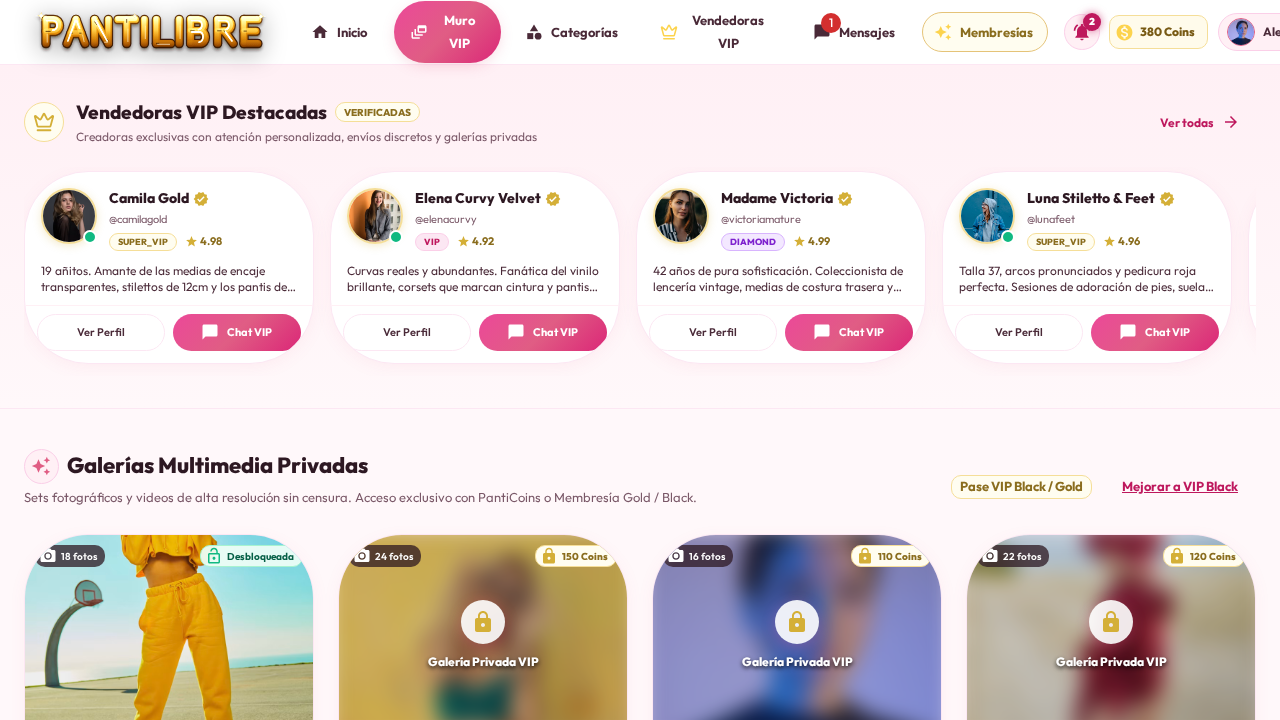 PANTILIBRE
Inicio
Muro
VIP
Categorías
Vendedoras
VIP
1
Mensajes
Membresías
2
380 Coins
Ale
Vendedoras VIP Destacadas
VERIFICADAS
Creadoras exclusivas con atención personalizada, envíos discretos y galerías privadas
Ver todas
Camila Gold
@camilagold
SUPER_VIP
4.98
19 añitos. Amante de las medias de encaje
transparentes, stilettos de 12cm y los pantis de...
Ver Perfil
Chat VIP
Elena Curvy Velvet
@elenacurvy
VIP
4.92
Curvas reales y abundantes. Fanática del vinilo
brillante, corsets que marcan cintura y pantis...
Ver Perfil
Chat VIP
Madame Victoria
@victoriamature
DIAMOND
4.99
42 años de pura sofisticación. Coleccionista de
lencería vintage, medias de costura trasera y...
Ver Perfil
Chat VIP
Luna Stiletto & Feet
@lunafeet
SUPER_VIP
4.96
Talla 37, arcos pronunciados y pedicura roja
perfecta. Sesiones de adoración de pies, suela...
Ver Perfil
Chat VIP
Galerías Multimedia Privadas
Sets fotográficos y videos de alta resolución sin censura. Acceso exclusivo con PantiCoins o Membresía Gold / Black.
Pase VIP Black / Gold
Mejorar a VIP Black
18 fotos
Desbloqueada
24 fotos
150 Coins
Galería Privada VIP
16 fotos
110 Coins
Galería Privada VIP
22 fotos
120 Coins
Galería Privada VIP